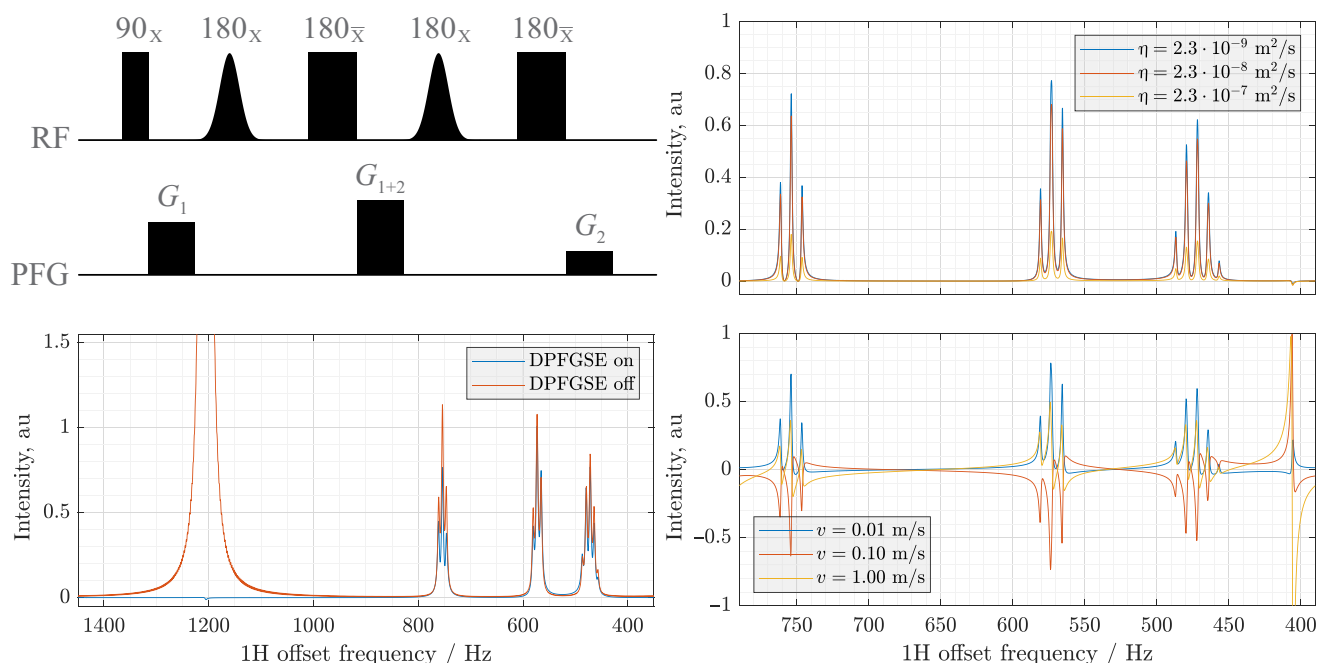 90x 180x 180x̅ 180x 180x̅
RF
G1 G1+2 G2
PFG
Intensity, au
1.5
1
0.5
0
DPFGSE on
DPFGSE off
1400 1200 1000 800 600 400
1H offset frequency / Hz
Intensity, au
1
0.8
0.6
0.4
0.2
0
η = 2.3 · 10⁻⁹ m²/s
η = 2.3 · 10⁻⁸ m²/s
η = 2.3 · 10⁻⁷ m²/s
Intensity, au
1
0.5
0
−0.5
−1
v = 0.01 m/s
v = 0.10 m/s
v = 1.00 m/s
750 700 650 600 550 500 450 400
1H offset frequency / Hz